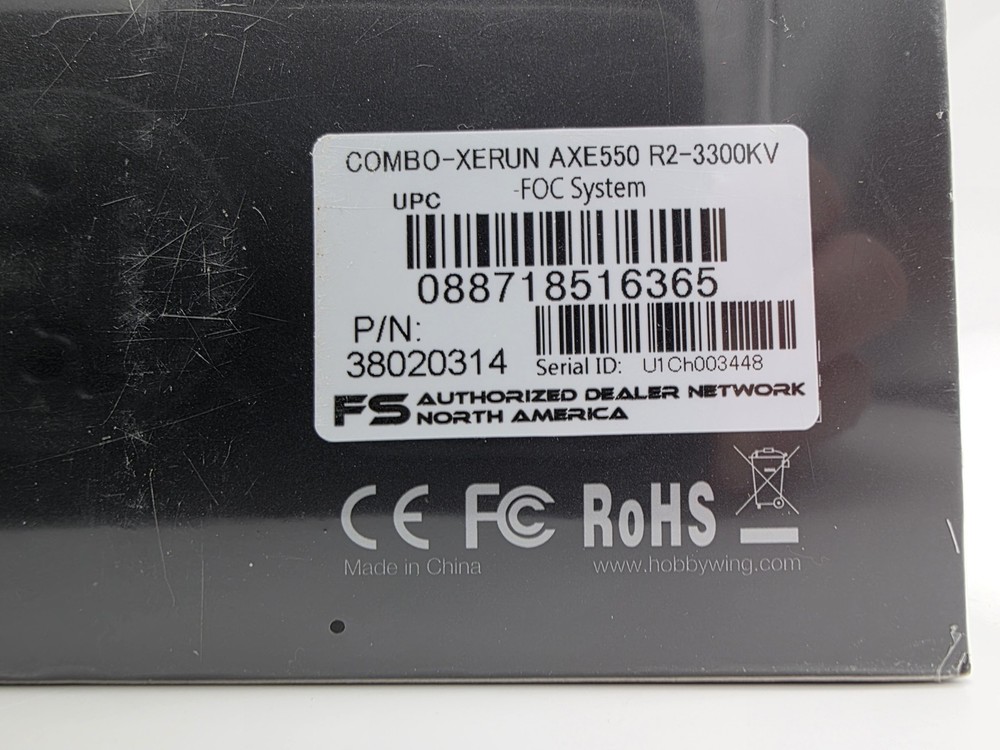 COMBO-XERUN AXE550 R2-3300KV
-FOC System
UPC
088718516365
P/N:
38020314
Serial ID: U1Ch003448
FS AUTHORIZED DEALER NETWORK
NORTH AMERICA
CE FC RoHS
Made in China
www.hobbywing.com